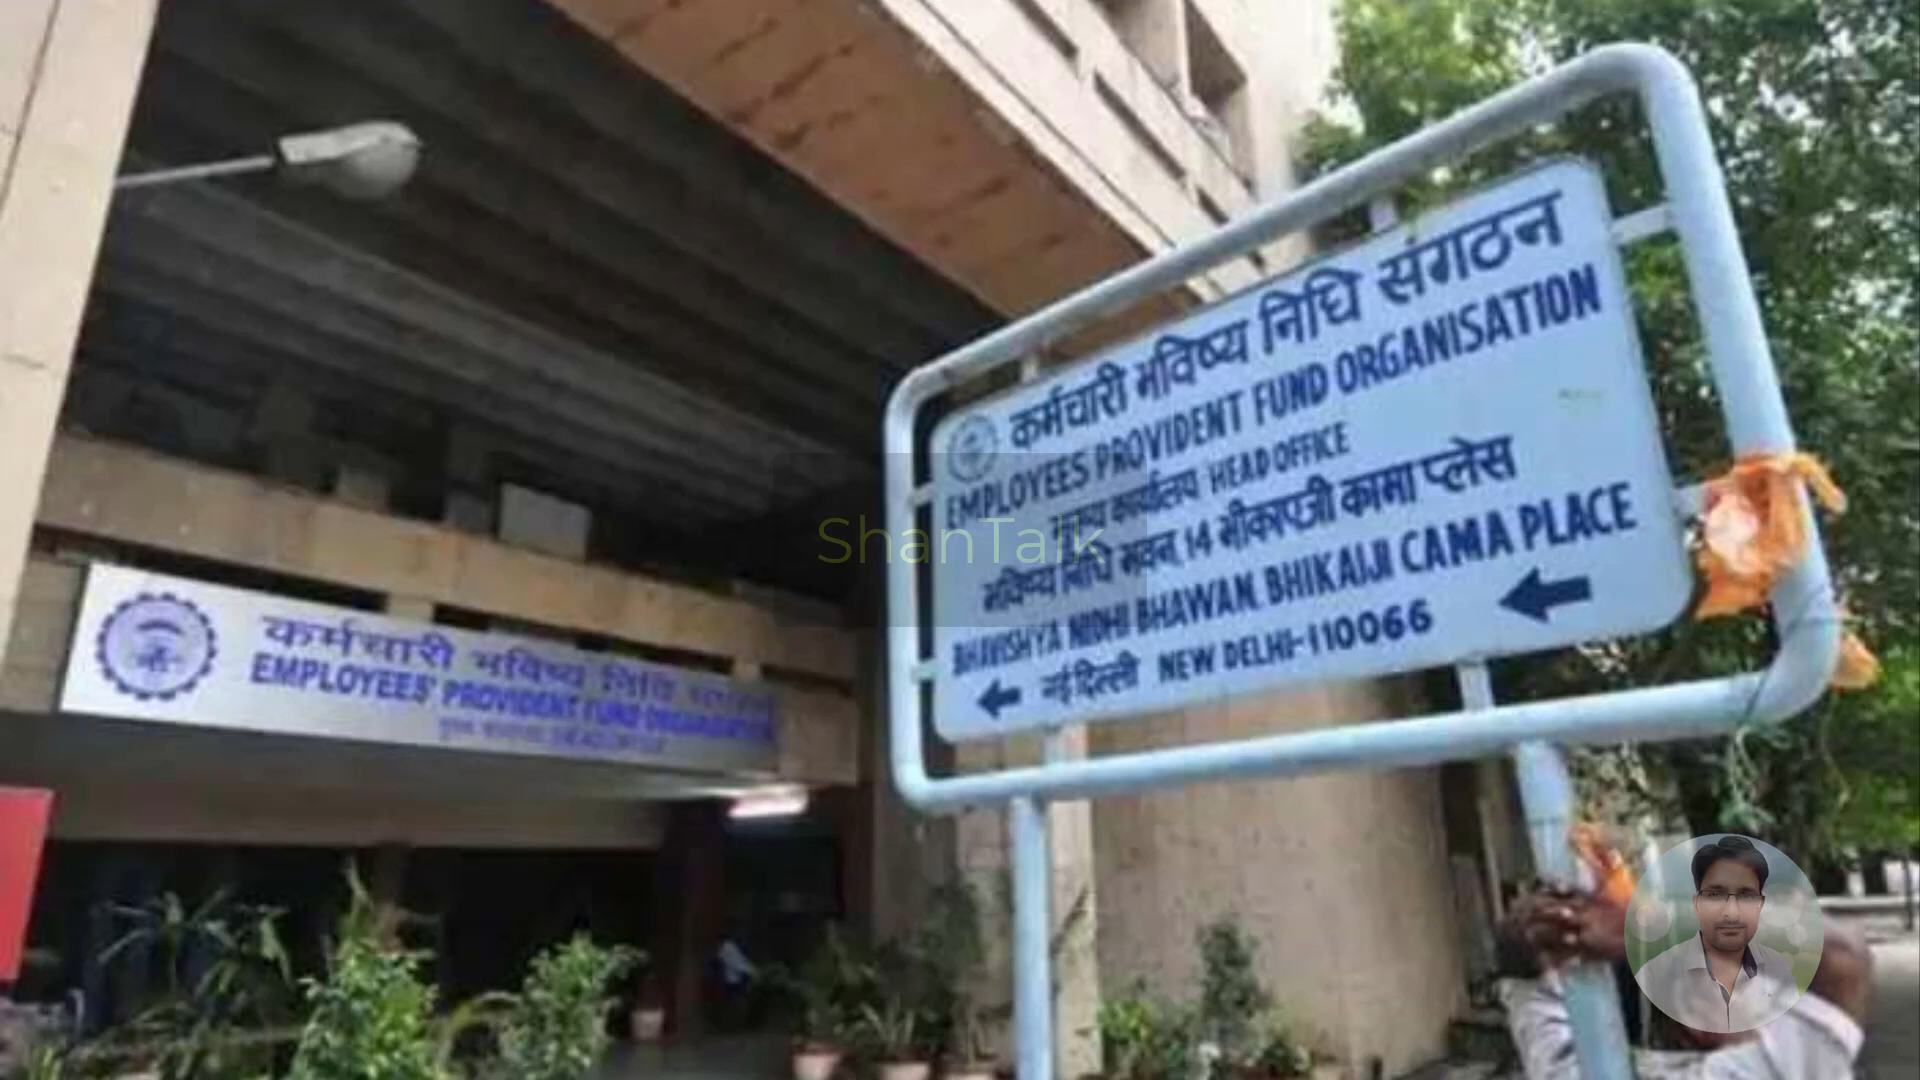 कर्मचारी भविष्य निधि संगठन
EMPLOYEES PROVIDENT FUND ORGANISATION
कार्यालय HEAD OFFICE
भविष्य निधि भवन, 14 भीकाएजी कामा प्लेस
BHAVISHYA NIDHI BHAWAN, BHIKAIJI CAMA PLACE
नई दिल्ली NEW DELHI-110066
ShanTalk
कर्मचारी भविष्य निधि
EMPLOYEES' PROVIDENT FUND ORGANISATION